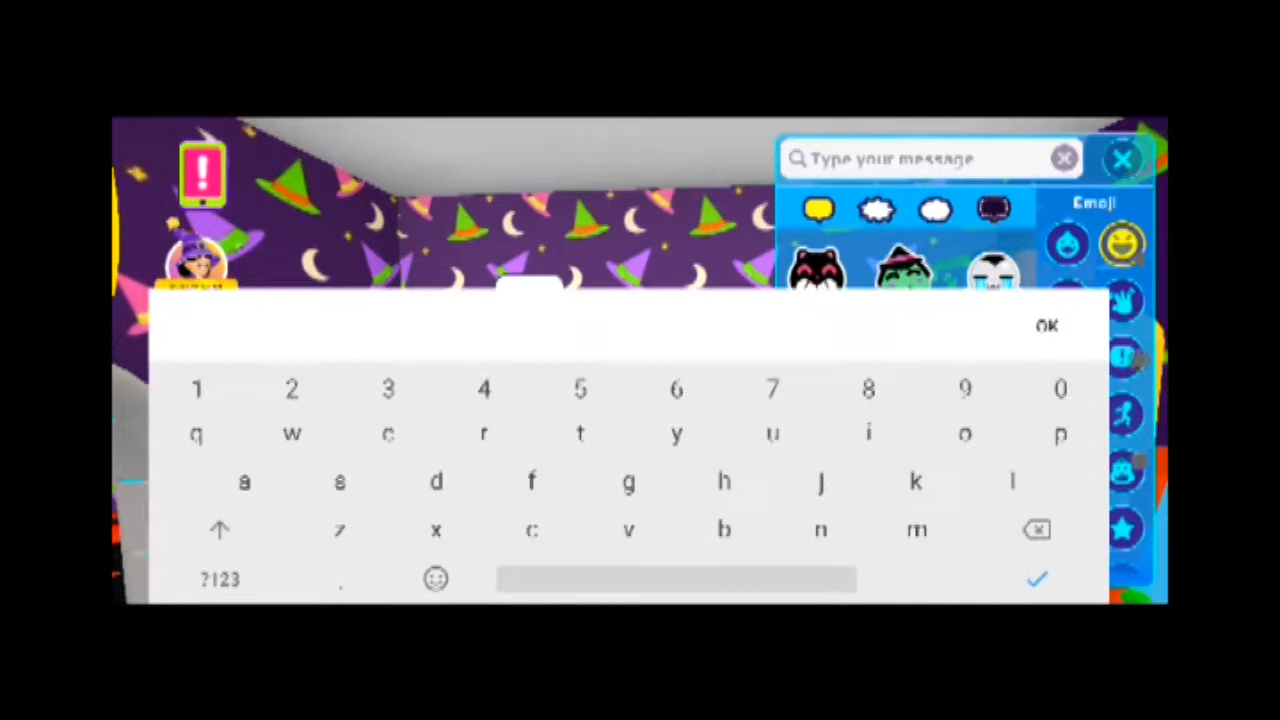 !
Type your message
Emoji
OK
1 2 3 4 5 6 7 8 9 0
q w e r t y u i o p
a s d f g h j k l
z x c v b n m
?123 .